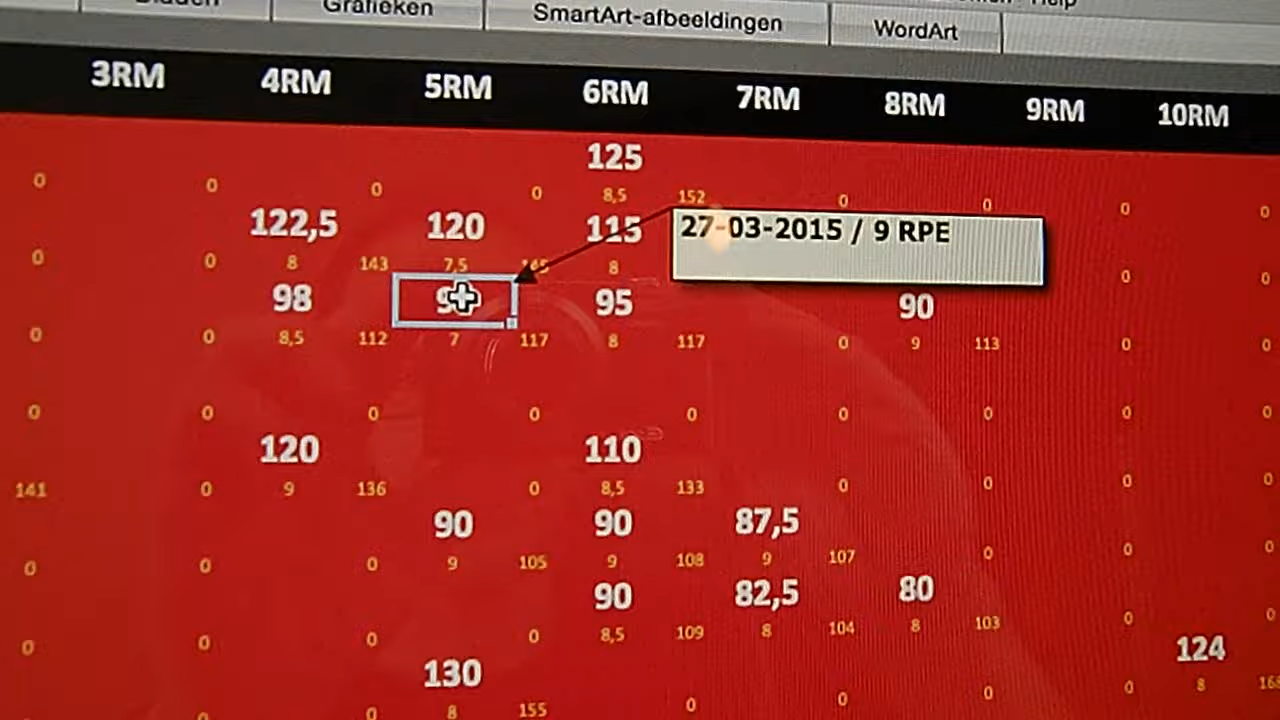 Grafieken SmartArt-afbeeldingen WordArt Help
3RM 4RM 5RM 6RM 7RM 8RM 9RM 10RM
125
0 0 0 0 8,5 152 0 0 0 0
122,5 120 115 27-03-2015 / 9 RPE
0 0 8 143 7,5 8 0
98 95 90
0 0 8,5 112 7 117 8 117 0 9 113 0 0
0 0 0 0 0 0 0 0 0
120 110
141 0 9 136 0 8,5 133 0 0 0 0
90 90 87,5
0 0 0 9 105 9 108 9 107 0 0 0
90 82,5 80
0 0 0 0 8,5 109 8 104 8 103 0 0
130 124
0 0 8 155 0 0 0 0 8